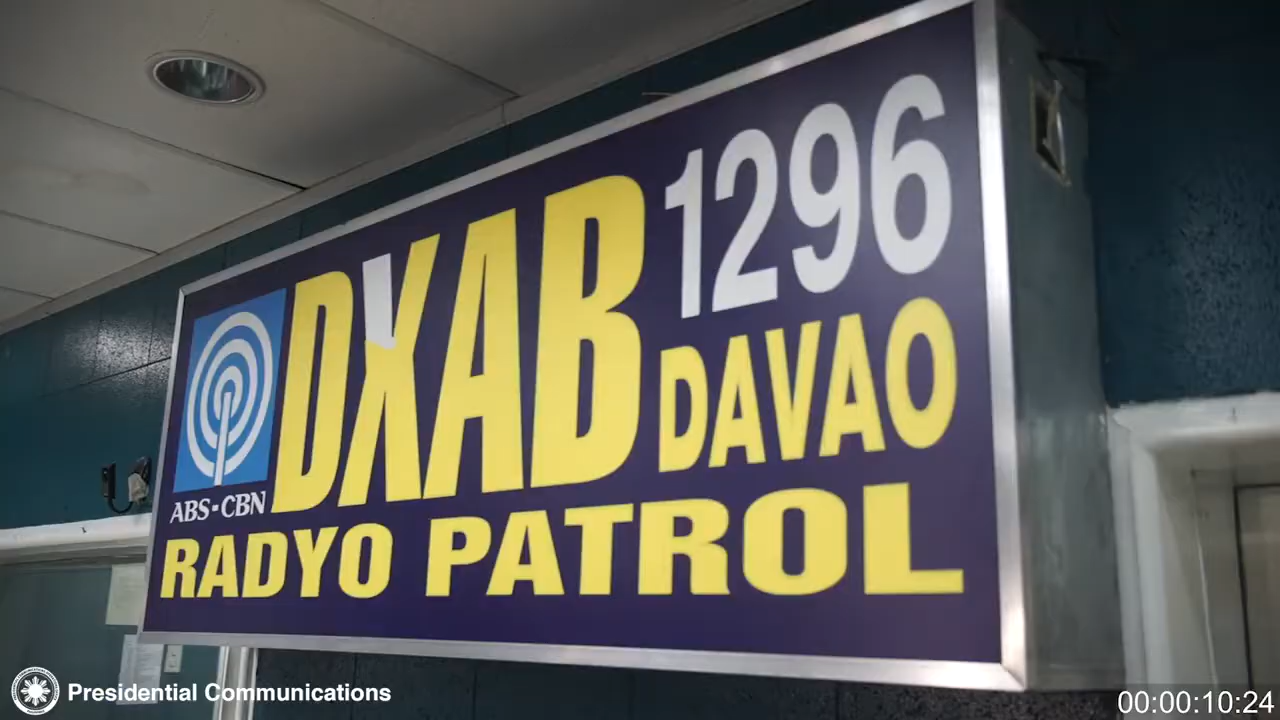 DXAB 1296
DAVAO
ABS-CBN
RADYO PATROL
Presidential Communications
00:00:10:24